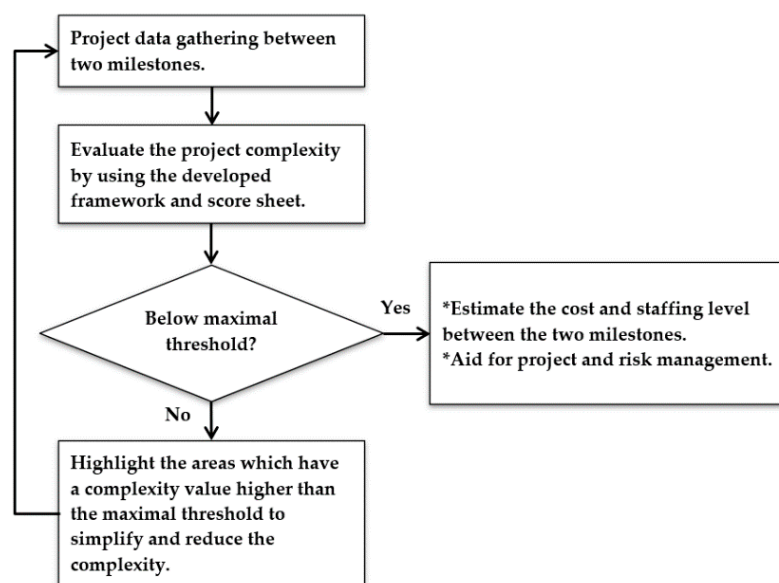 Project data gathering between
two milestones.
Evaluate the project complexity
by using the developed
framework and score sheet.
Below maximal
threshold?
Yes
*Estimate the cost and staffing level
between the two milestones.
*Aid for project and risk management.
No
Highlight the areas which have
a complexity value higher than
the maximal threshold to
simplify and reduce the
complexity.